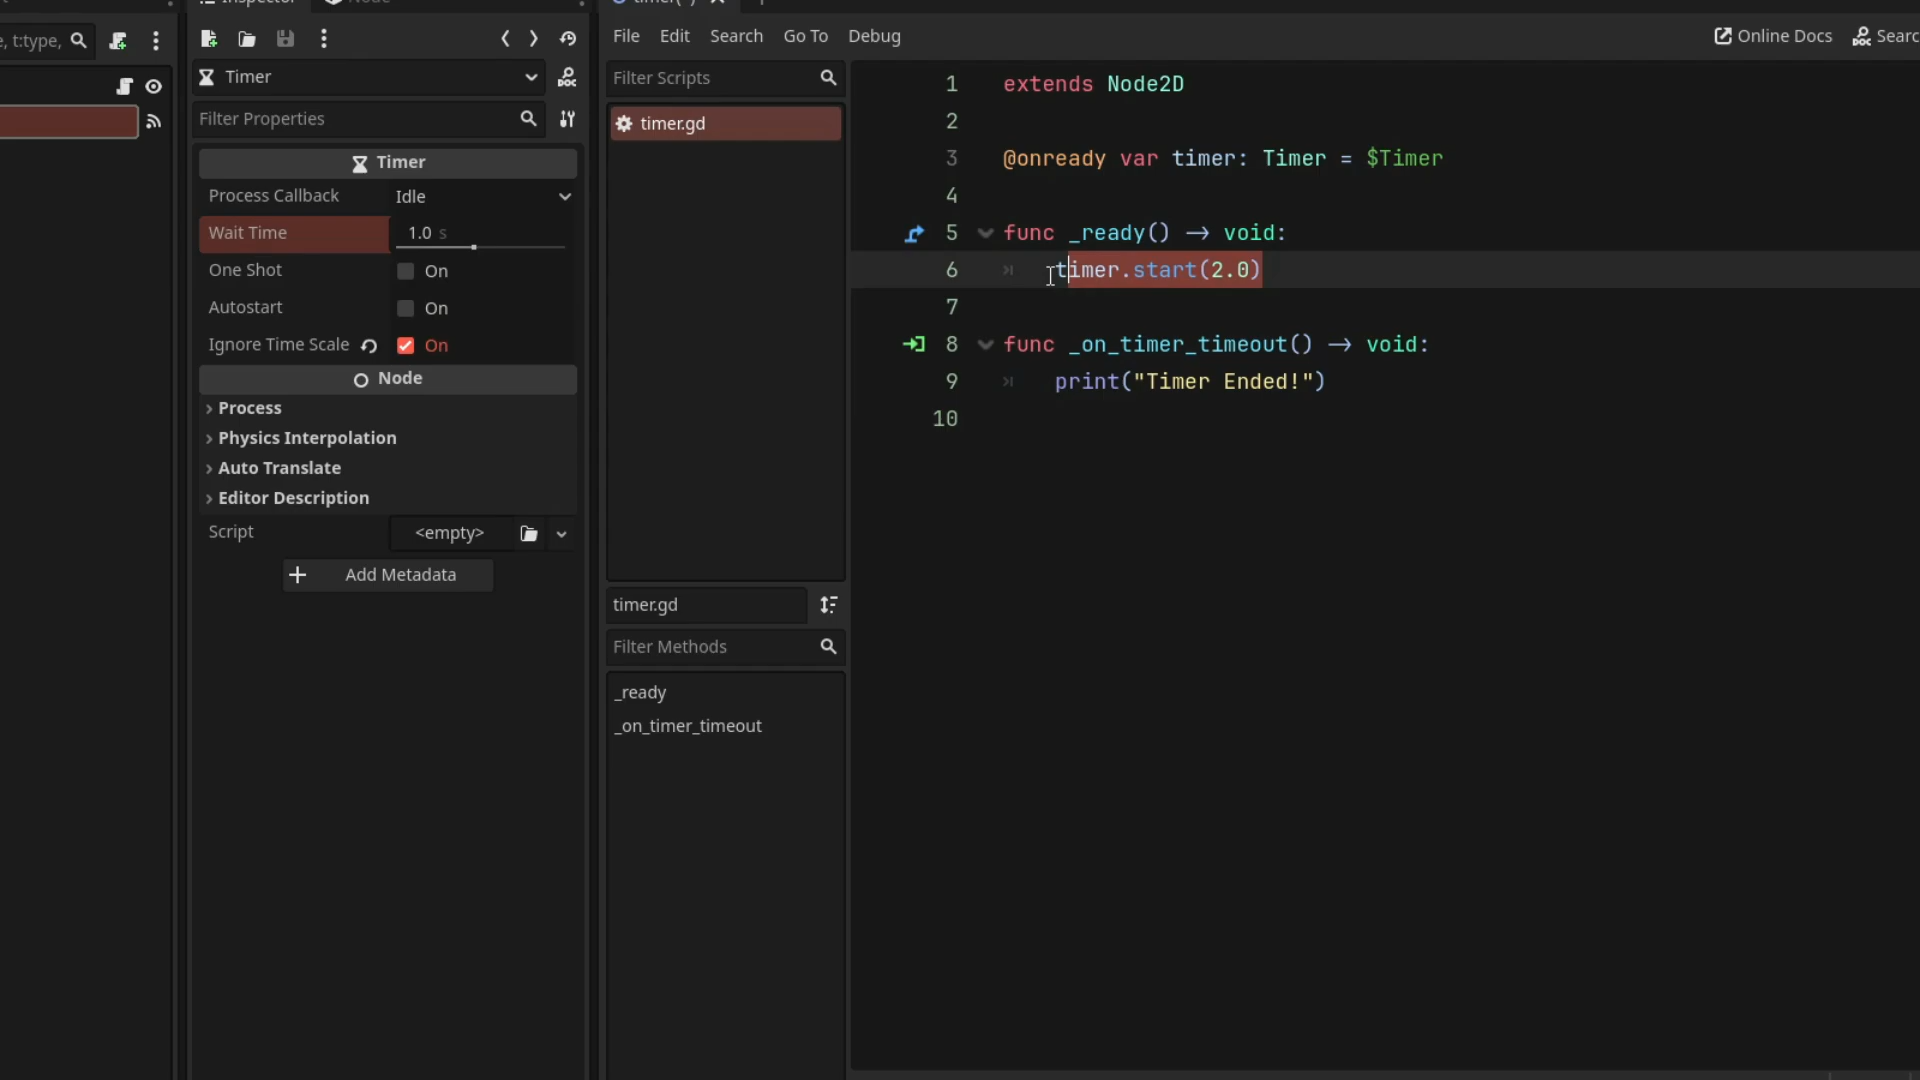 Inspector
Node
e, t:type,
Timer
Filter Properties
Timer
Process Callback
Idle
Wait Time
1.0 s
One Shot
On
Autostart
On
Ignore Time Scale
On
Node
Process
Physics Interpolation
Auto Translate
Editor Description
Script
<empty>
Add Metadata
File Edit Search Go To Debug
Online Docs
Searc
Filter Scripts
timer.gd
timer.gd
Filter Methods
_ready
_on_timer_timeout
1 extends Node2D
2
3 @onready var timer: Timer = $Timer
4
5 func _ready() -> void:
6 timer.start(2.0)
7
8 func _on_timer_timeout() -> void:
9 print("Timer Ended!")
10